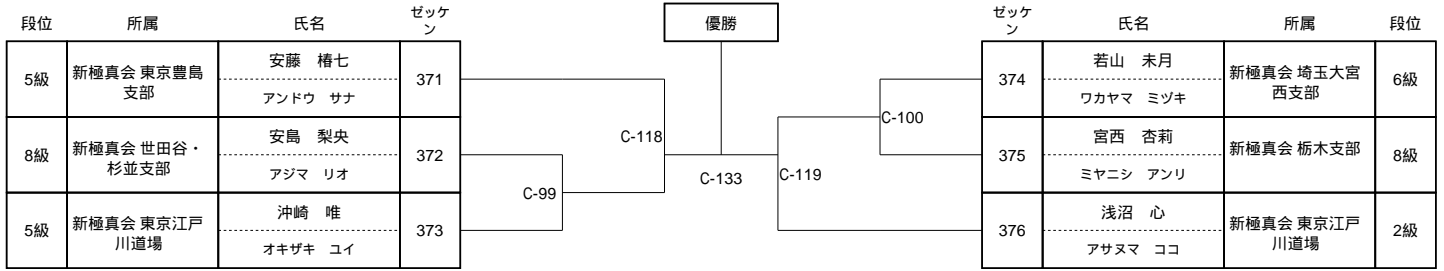 段位 所属 氏名 ゼッケン
優勝
ゼッケン 氏名 所属 段位
5級 新極真会 東京豊島支部 安藤 椿七 371
アンドウ サナ
8級 新極真会 世田谷・杉並支部 安島 梨央 372
アジマ リオ
5級 新極真会 東京江戸川道場 沖崎 唯 373
オキザキ ユイ
C-118
C-99
C-133
C-119
C-100
374 若山 未月 新極真会 埼玉大宮西支部 6級
ワカヤマ ミヅキ
375 宮西 杏莉 新極真会 栃木支部 8級
ミヤニシ アンリ
376 浅沼 心 新極真会 東京江戸川道場 2級
アサヌマ ココ